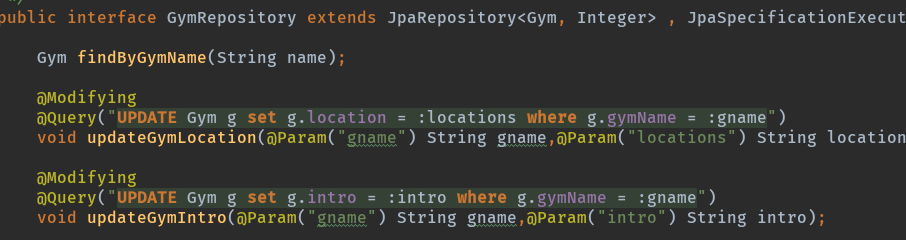 public interface GymRepository extends JpaRepository<Gym, Integer> , JpaSpecificationExecut
Gym findByGymName(String name);
@Modifying
@Query("UPDATE Gym g set g.location = :locations where g.gymName = :gname")
void updateGymLocation(@Param("gname") String gname,@Param("locations") String location
@Modifying
@Query("UPDATE Gym g set g.intro = :intro where g.gymName = :gname")
void updateGymIntro(@Param("gname") String gname,@Param("intro") String intro);